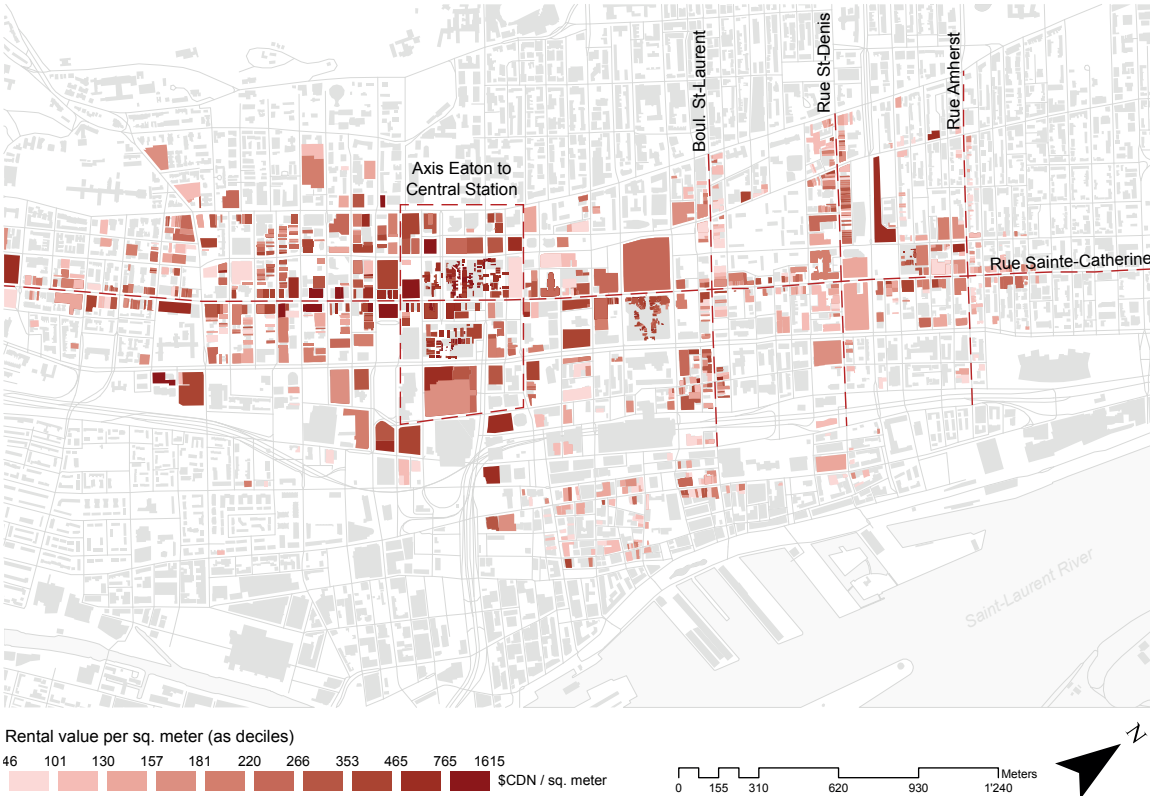 Boul. St-Laurent
Rue St-Denis
Rue Amherst
Axis Eaton to
Central Station
Rue Sainte-Catherine
Saint-Laurent River
Rental value per sq. meter (as deciles)
46 101 130 157 181 220 266 353 465 765 1615
$CDN / sq. meter
N
Meters
0 155 310 620 930 1'240